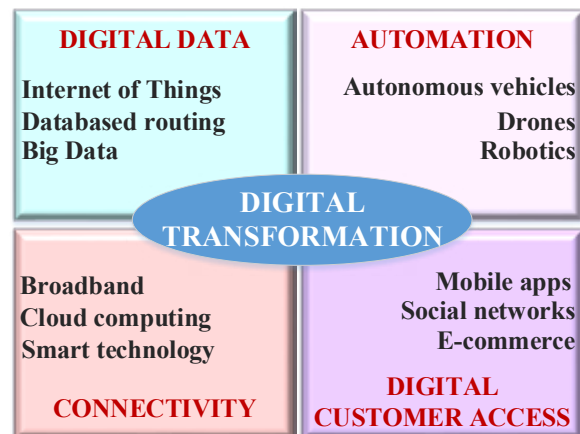 DIGITAL DATA
Internet of Things
Databased routing
Big Data
AUTOMATION
Autonomous vehicles
Drones
Robotics
DIGITAL
TRANSFORMATION
Broadband
Cloud computing
Smart technology
CONNECTIVITY
Mobile apps
Social networks
E-commerce
DIGITAL
CUSTOMER ACCESS